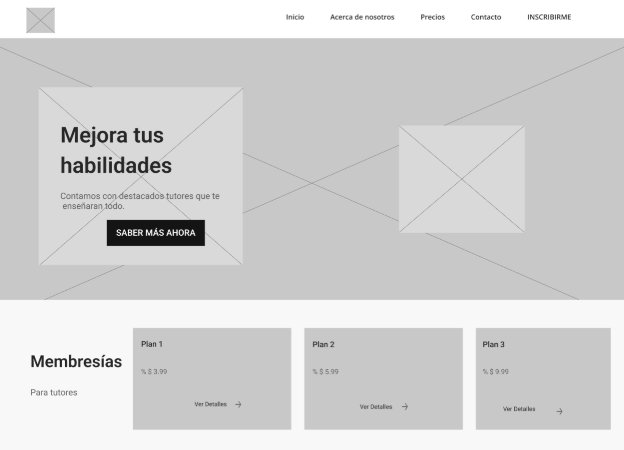 Inicio
Acerca de nosotros
Precios
Contacto
INSCRIBIRME
Mejora tus
habilidades
Contamos con destacados tutores que te
enseñaran todo.
SABER MÁS AHORA
Membresías
Para tutores
Plan 1
% $ 3.99
Ver Detalles
Plan 2
% $ 5.99
Ver Detalles
Plan 3
% $ 9.99
Ver Detalles